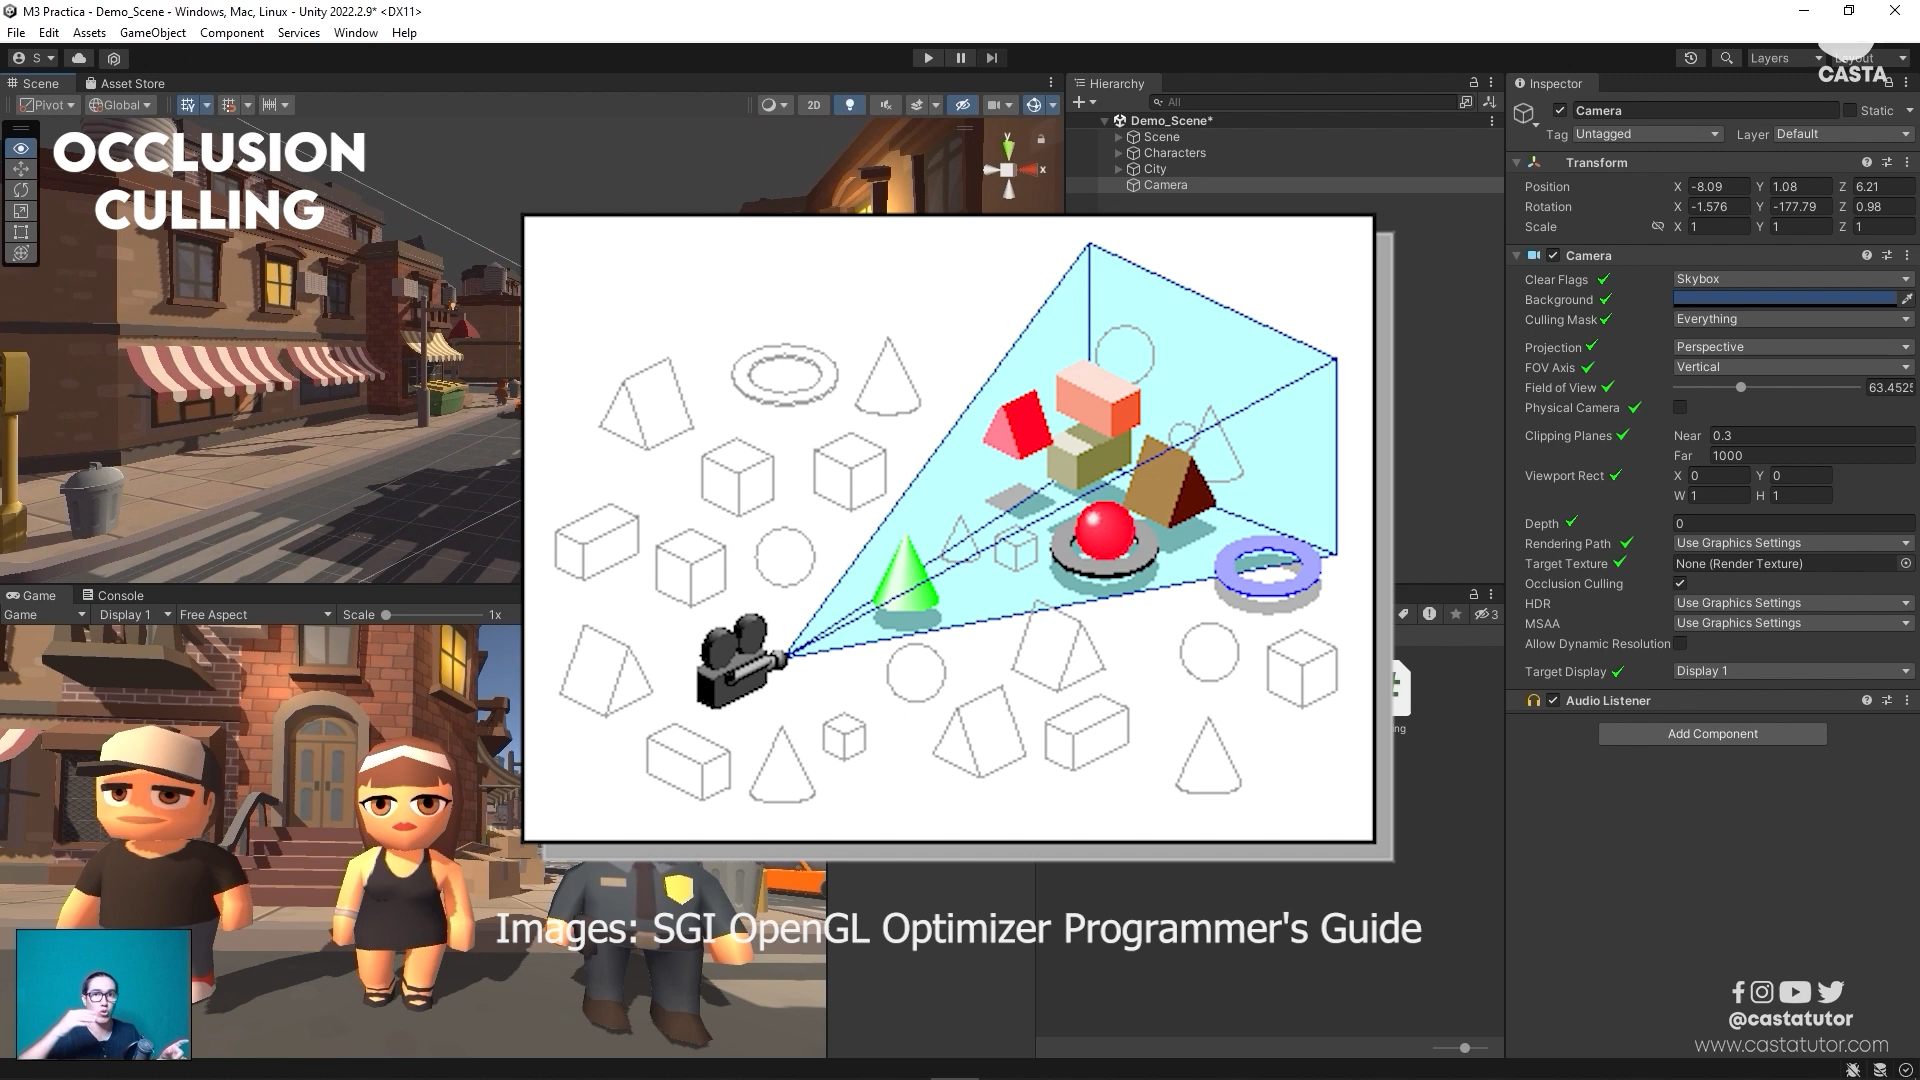 M3 Practica - Demo_Scene - Windows, Mac, Linux - Unity 2022.2.9* <DX11>
File Edit Assets GameObject Component Services Window Help
S
Layers
Layout
CASTA
Scene Asset Store
Pivot Global
2D
OCCLUSION
CULLING
y
x
Hierarchy
All
Demo_Scene*
Scene
Characters
City
Camera
Inspector
Camera
Static
Tag Untagged Layer Default
Transform
Position X -8.09 Y 1.08 Z 6.21
Rotation X -1.576 Y -177.79 Z 0.98
Scale X 1 Y 1 Z 1
Camera
Clear Flags Skybox
Background
Culling Mask Everything
Projection Perspective
FOV Axis Vertical
Field of View 63.4525
Physical Camera
Clipping Planes Near 0.3
Far 1000
Viewport Rect X 0 Y 0
W 1 H 1
Depth 0
Rendering Path Use Graphics Settings
Target Texture None (Render Texture)
Occlusion Culling
HDR Use Graphics Settings
MSAA Use Graphics Settings
Allow Dynamic Resolution
Target Display Display 1
Audio Listener
Add Component
Game Console
Game Display 1 Free Aspect Scale 1x
3
ng
Images: SGI OpenGL Optimizer Programmer's Guide
@castatutor
www.castatutor.com